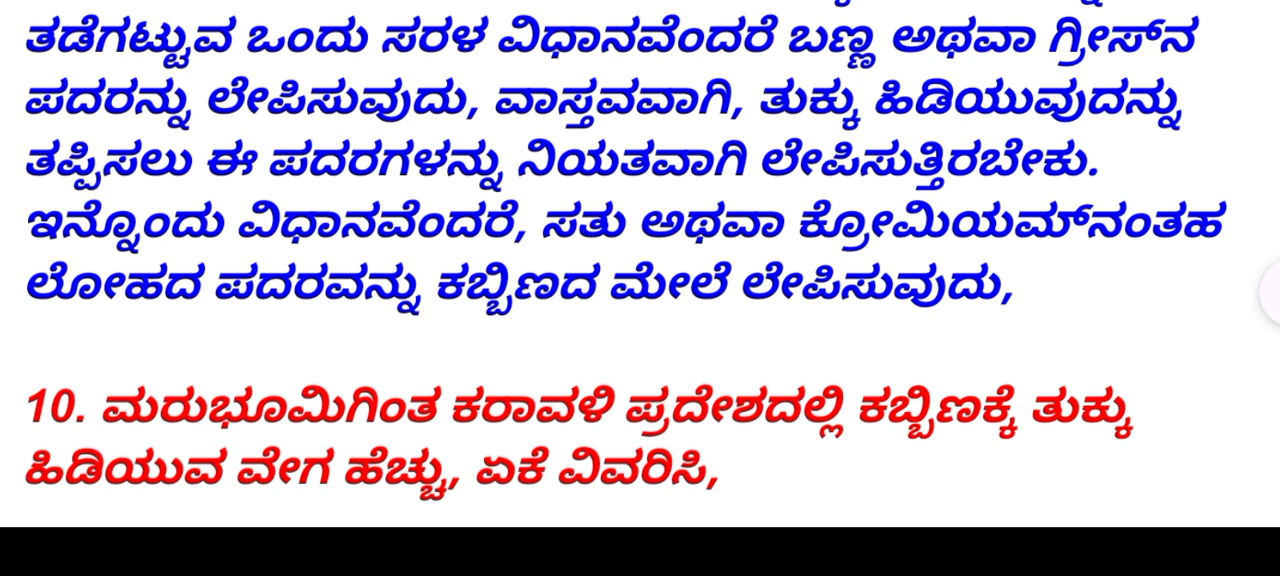 ತಡೆಗಟ್ಟುವ ಒಂದು ಸರಳ ವಿಧಾನವೆಂದರೆ ಬಣ್ಣ ಅಥವಾ ಗ್ರೀಸ್‌ನ
ಪದರನ್ನು ಲೇಪಿಸುವುದು, ವಾಸ್ತವವಾಗಿ, ತುಕ್ಕು ಹಿಡಿಯುವುದನ್ನು
ತಪ್ಪಿಸಲು ಈ ಪದರಗಳನ್ನು ನಿಯತವಾಗಿ ಲೇಪಿಸುತ್ತಿರಬೇಕು.
ಇನ್ನೊಂದು ವಿಧಾನವೆಂದರೆ, ಸತು ಅಥವಾ ಕ್ರೋಮಿಯಮ್‌ನಂತಹ
ಲೋಹದ ಪದರವನ್ನು ಕಬ್ಬಿಣದ ಮೇಲೆ ಲೇಪಿಸುವುದು,
10. ಮರುಭೂಮಿಗಿಂತ ಕರಾವಳಿ ಪ್ರದೇಶದಲ್ಲಿ ಕಬ್ಬಿಣಕ್ಕೆ ತುಕ್ಕು
ಹಿಡಿಯುವ ವೇಗ ಹೆಚ್ಚು, ಏಕೆ ವಿವರಿಸಿ,